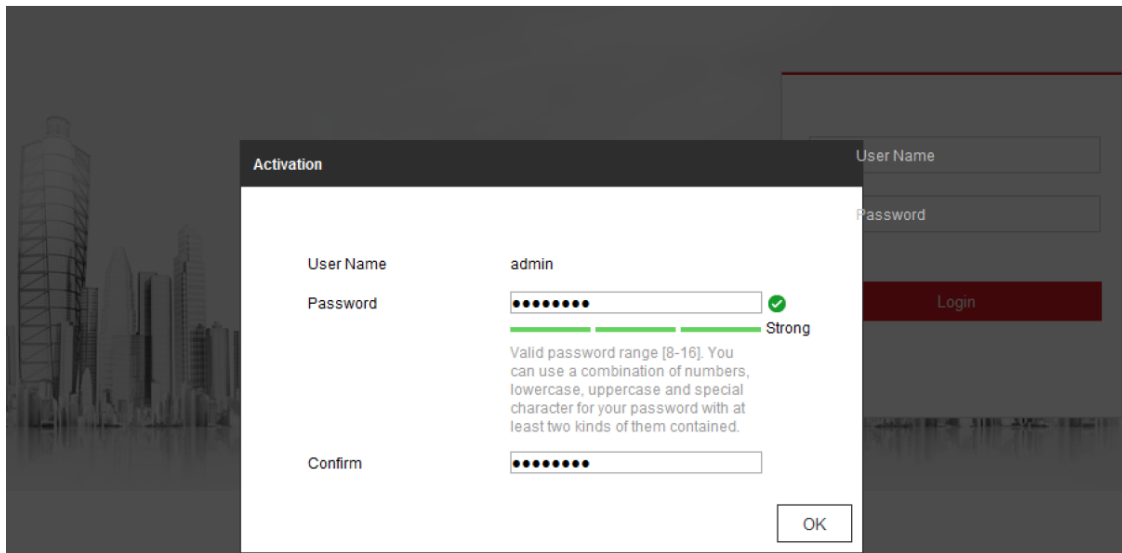 Activation
User Name
Password
Login
User Name admin
Password ●●●●●●●●
Strong
Valid password range [8-16]. You
can use a combination of numbers,
lowercase, uppercase and special
character for your password with at
least two kinds of them contained.
Confirm ●●●●●●●●
OK